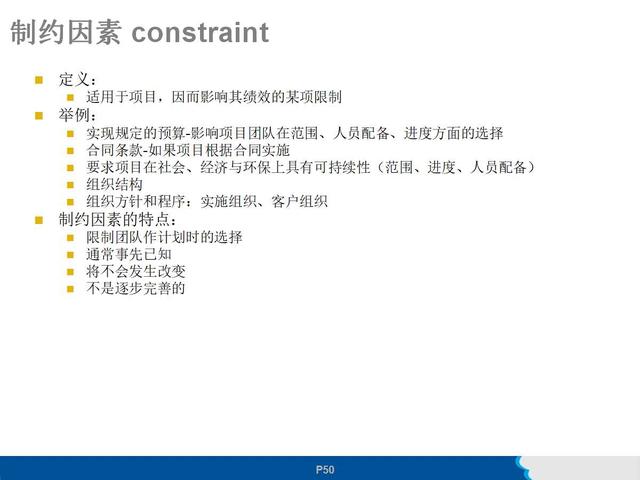 制约因素 constraint
定义：
适用于项目，因而影响其绩效的某项限制
举例：
实现规定的预算-影响项目团队在范围、人员配备、进度方面的选择
合同条款-如果项目根据合同实施
要求项目在社会、经济与环保上具有可持续性（范围、进度、人员配备）
组织结构
组织方针和程序：实施组织、客户组织
制约因素的特点：
限制团队作计划时的选择
通常事先已知
将不会发生改变
不是逐步完善的
P50